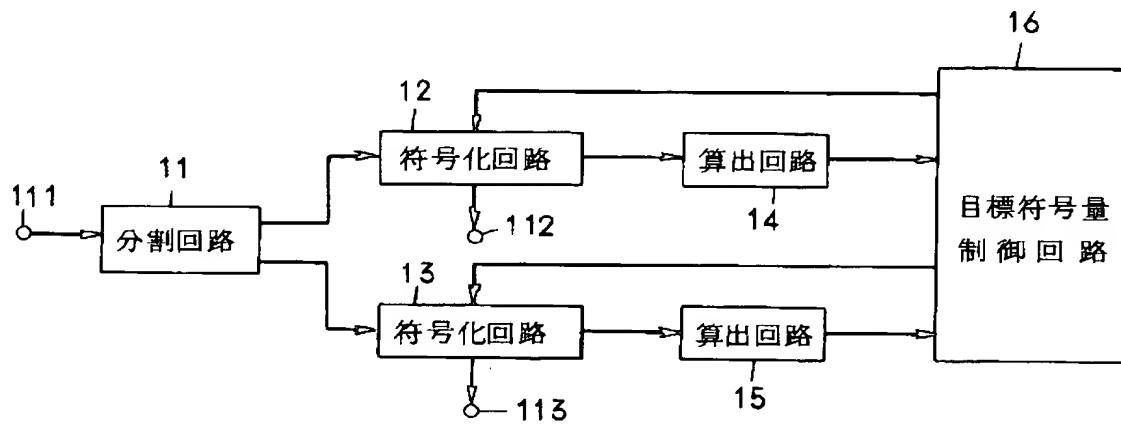 16
12
符号化回路
算出回路
11
111
14
分割回路
112
目標符号量
制御回路
13
符号化回路
算出回路
15
113